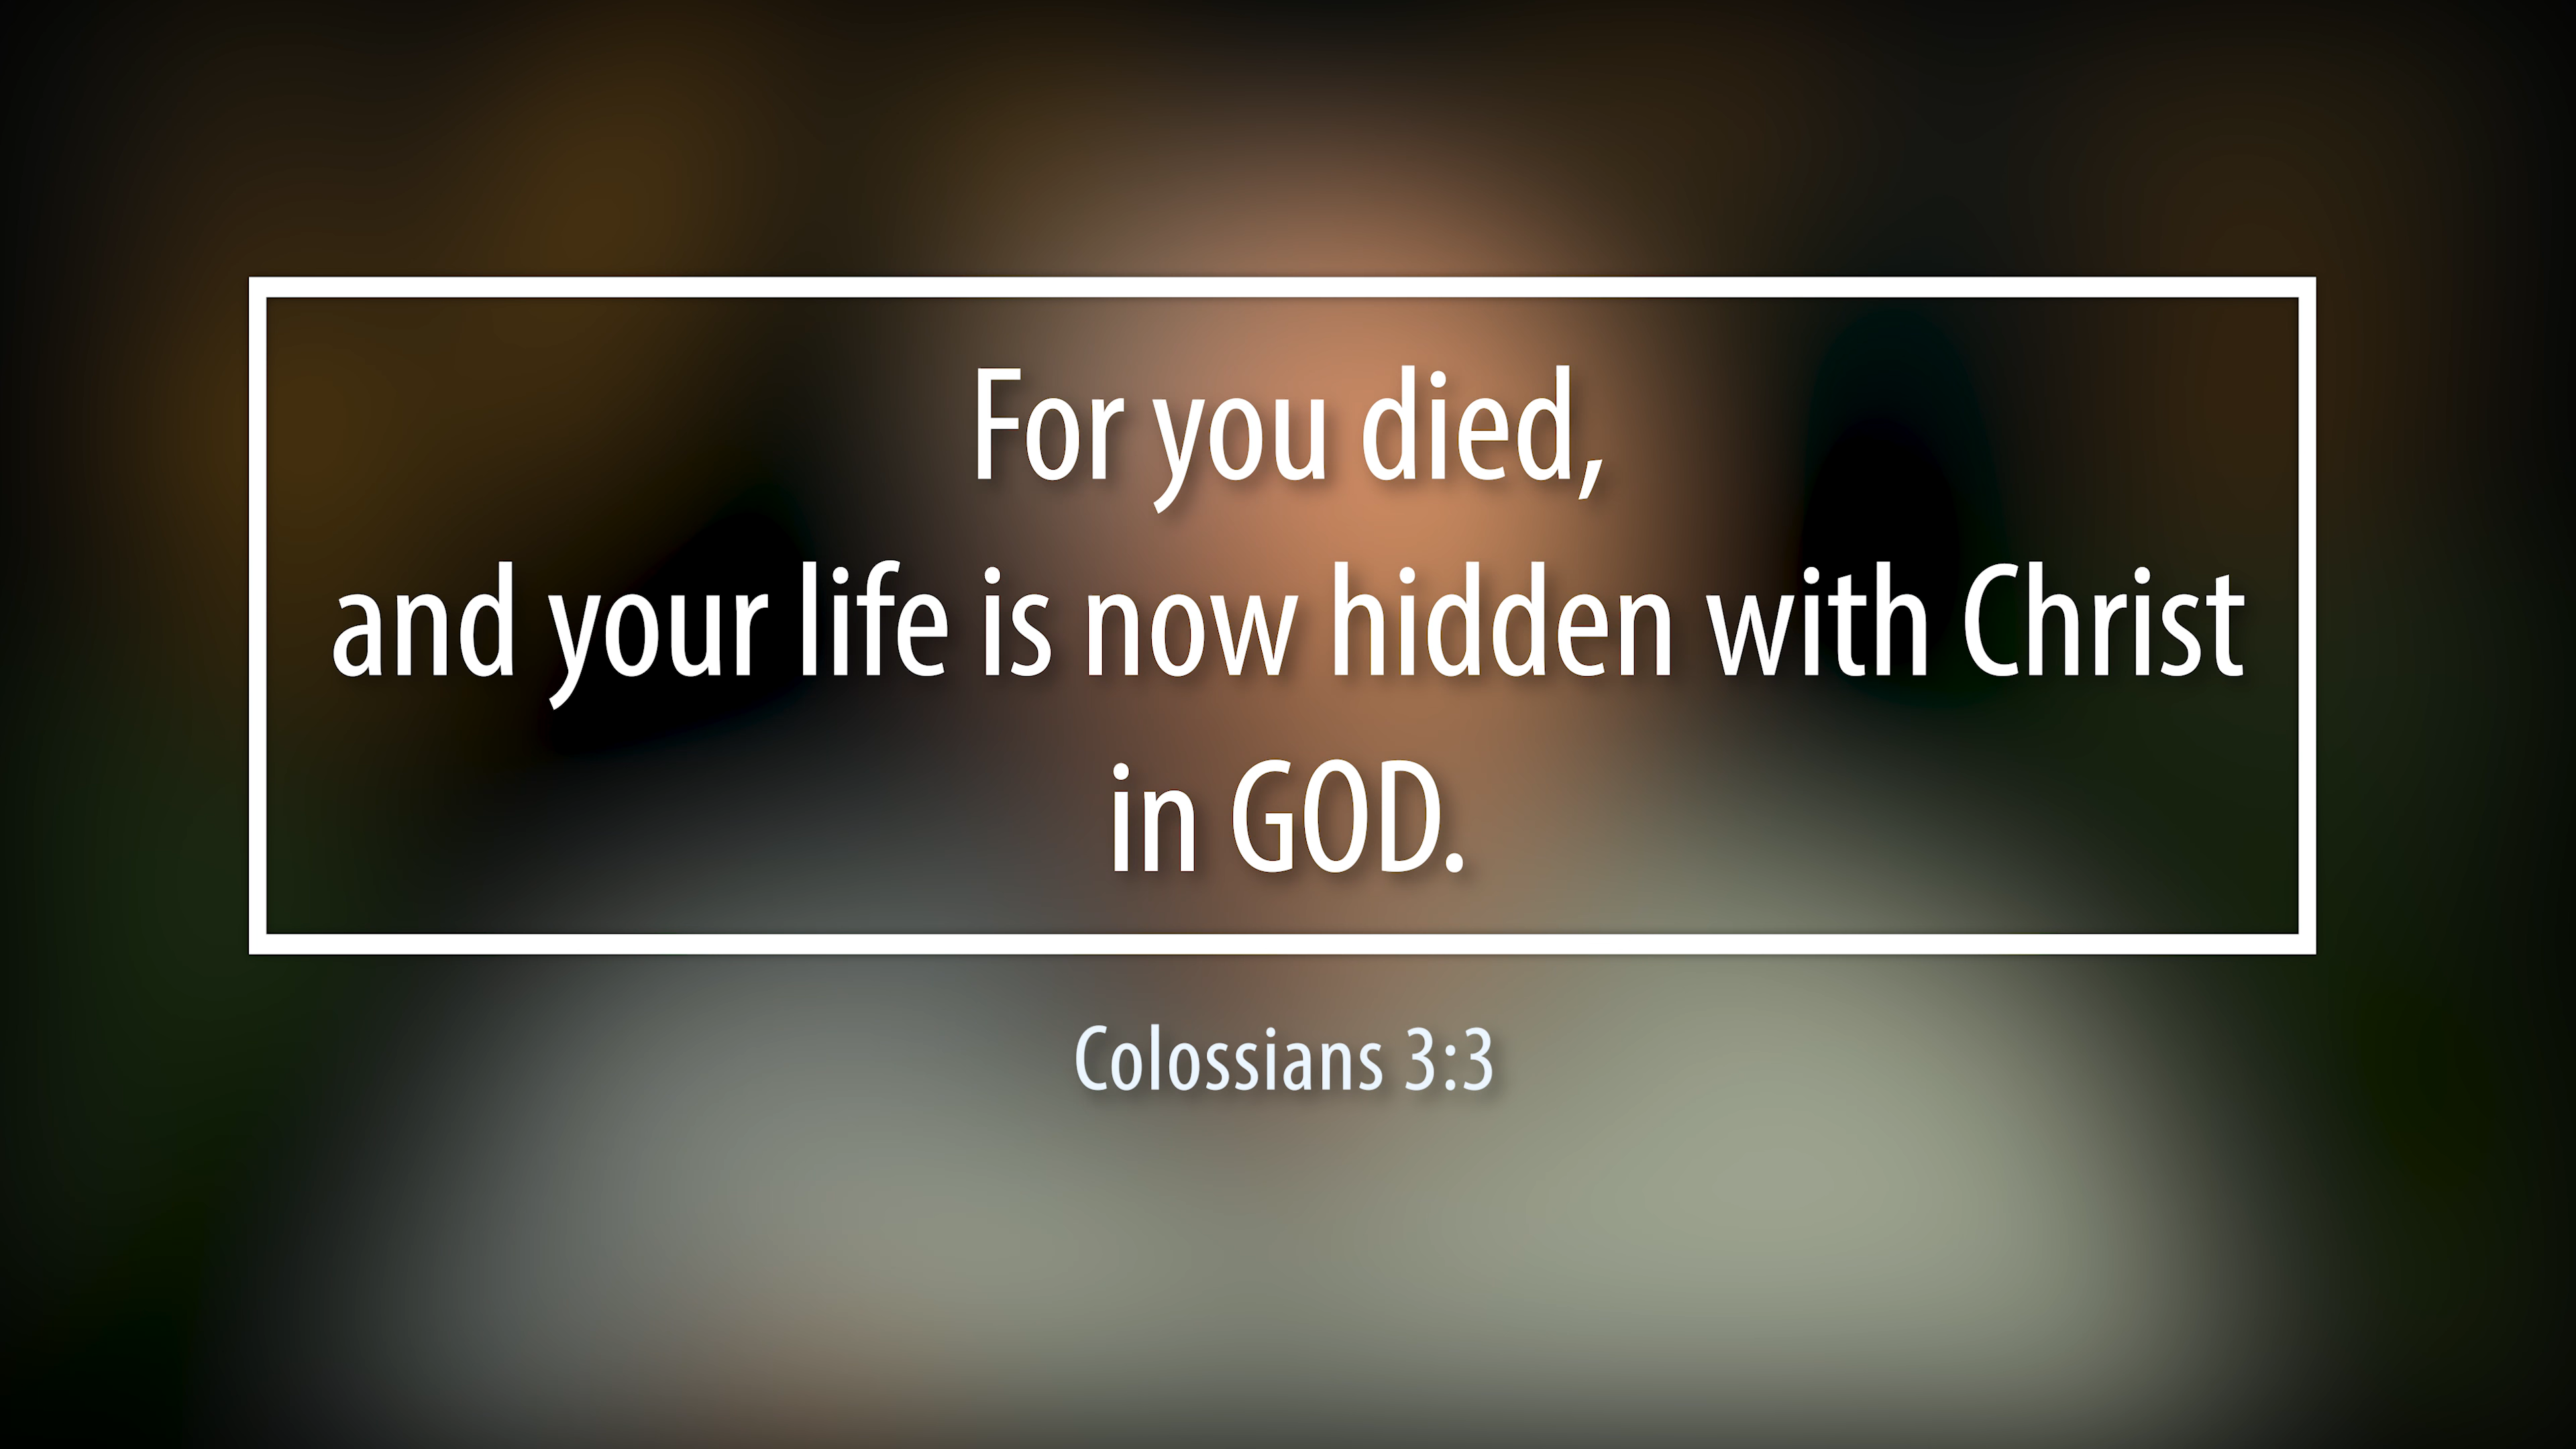 For you died,
and your life is now hidden with Christ
in GOD.
Colossians 3:3